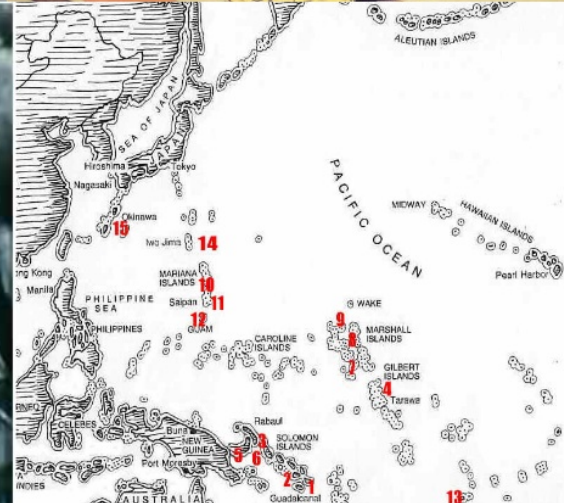 ALEUTIAN ISLANDS
SEA OF JAPAN
JAPAN
Hiroshima
Tokyo
Nagasaki
PACIFIC OCEAN
MIDWAY
HAWAIIAN ISLANDS
Pearl Harbor
Okinawa
15
Iwo Jima
14
ong Kong
MARIANA
ISLANDS
10
Manila
PHILIPPINE
SEA
Saipan
11
WAKE
9
12
GUAM
PHILIPPINES
8
MARSHALL
ISLANDS
CAROLINE
ISLANDS
7
GILBERT
ISLANDS
4
Tarawa
CELEBES
Rabaul
Buna
NEW
GUINEA
3
SOLOMON
ISLANDS
5
6
Port Moresby
2
1
Guadalcanal
13
INDIES
AUSTRALIA